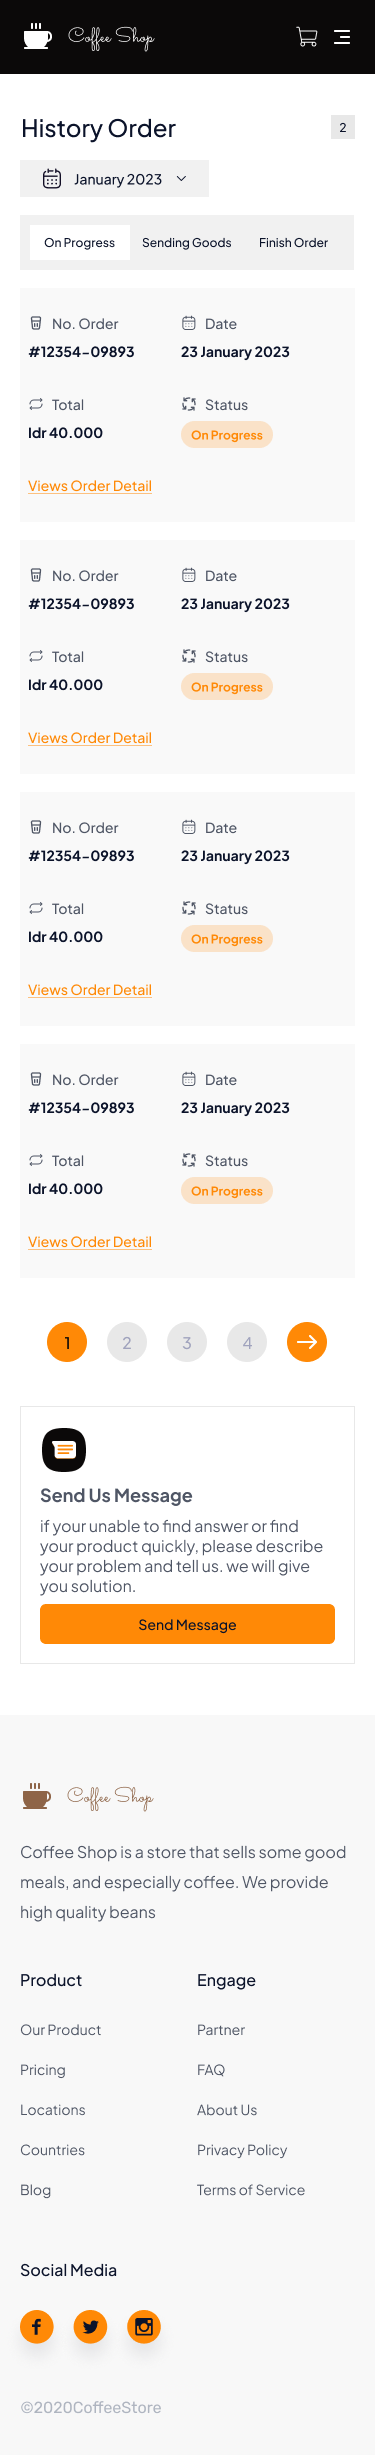 Coffee Shop
History Order
2
January 2023
On Progress Sending Goods Finish Order
No. Order Date
#12354-09893 23 January 2023
Total Status
Idr 40.000 On Progress
Views Order Detail
No. Order Date
#12354-09893 23 January 2023
Total Status
Idr 40.000 On Progress
Views Order Detail
No. Order Date
#12354-09893 23 January 2023
Total Status
Idr 40.000 On Progress
Views Order Detail
No. Order Date
#12354-09893 23 January 2023
Total Status
Idr 40.000 On Progress
Views Order Detail
1 2 3 4
Send Us Message
if your unable to find answer or find
your product quickly, please describe
your problem and tell us. we will give
you solution.
Send Message
Coffee Shop
Coffee Shop is a store that sells some good
meals, and especially coffee. We provide
high quality beans
Product Engage
Our Product Partner
Pricing FAQ
Locations About Us
Countries Privacy Policy
Blog Terms of Service
Social Media
©2020CoffeeStore